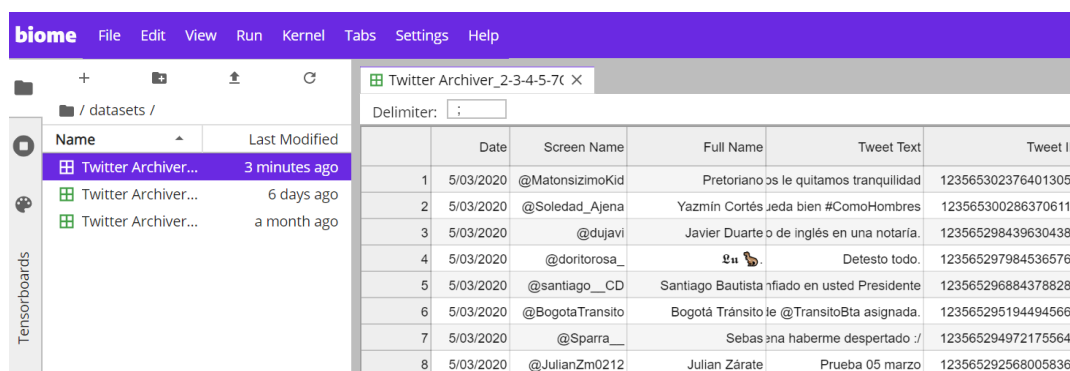 biome File Edit View Run Kernel Tabs Settings Help
/ datasets /
Name Last Modified
Twitter Archiver... 3 minutes ago
Twitter Archiver... 6 days ago
Twitter Archiver... a month ago
Tensorboards
Twitter Archiver_2-3-4-5-7(
Delimiter: ;
Date Screen Name Full Name Tweet Text Tweet I
1 5/03/2020 @MatonsizimoKid Pretoriano os le quitamos tranquilidad 123565302376401305
2 5/03/2020 @Soledad_Ajena Yazmín Cortés ueda bien #ComoHombres 123565300286370611
3 5/03/2020 @dujavi Javier Duarte o de inglés en una notaría. 123565298439630438
4 5/03/2020 @doritorosa_ 𝕷𝖚 🐅. Detesto todo. 123565297984536576
5 5/03/2020 @santiago__CD Santiago Bautista nfiado en usted Presidente 123565296884378828
6 5/03/2020 @BogotaTransito Bogotá Tránsito de @TransitoBta asignada. 123565295194494566
7 5/03/2020 @Sparra__ Sebas ena haberme despertado :/ 123565294972175564
8 5/03/2020 @JulianZm0212 Julian Zárate Prueba 05 marzo 123565292568005836